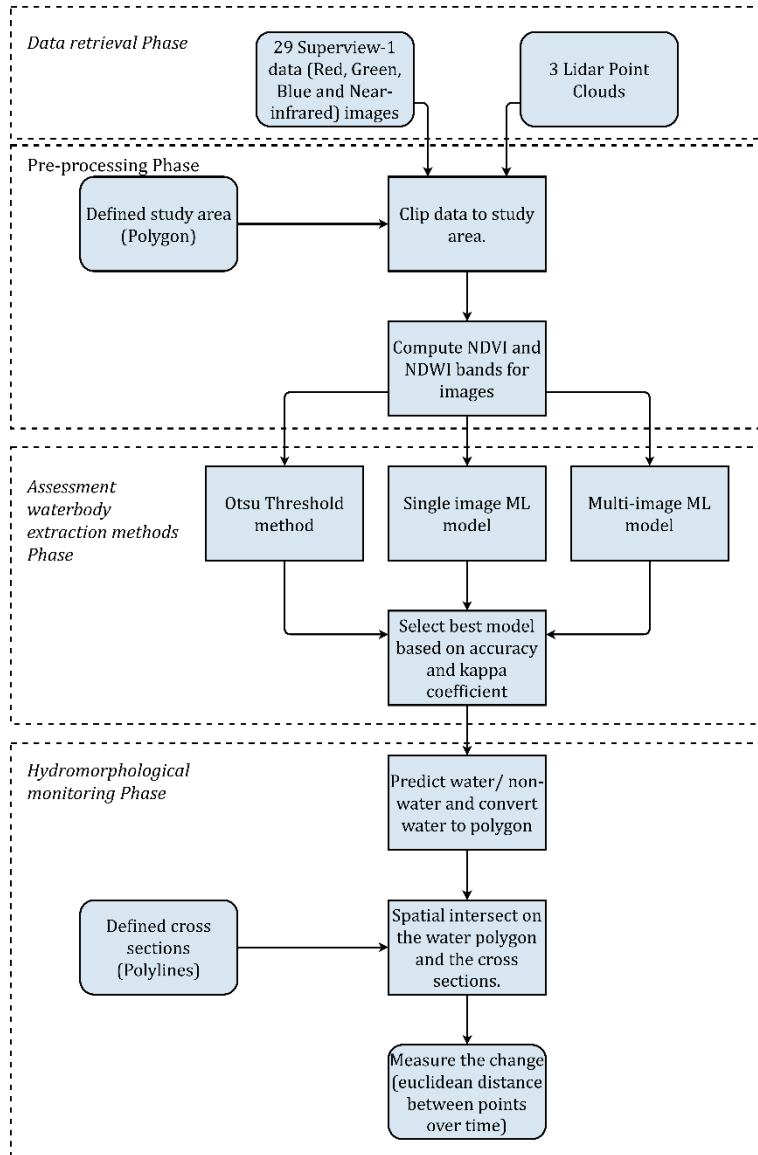 Data retrieval Phase
29 Superview-1
data (Red, Green,
Blue and Near-
infrared) images
3 Lidar Point
Clouds
Pre-processing Phase
Defined study area
(Polygon)
Clip data to study
area.
Compute NDVI and
NDWI bands for
images
Assessment
waterbody
extraction methods
Phase
Otsu Threshold
method
Single image ML
model
Multi-image ML
model
Select best model
based on accuracy
and kappa
coefficient
Hydromorphological
monitoring Phase
Predict water/ non-
water and convert
water to polygon
Defined cross
sections
(Polylines)
Spatial intersect on
the water polygon
and the cross
sections.
Measure the change
(euclidean distance
between points
over time)